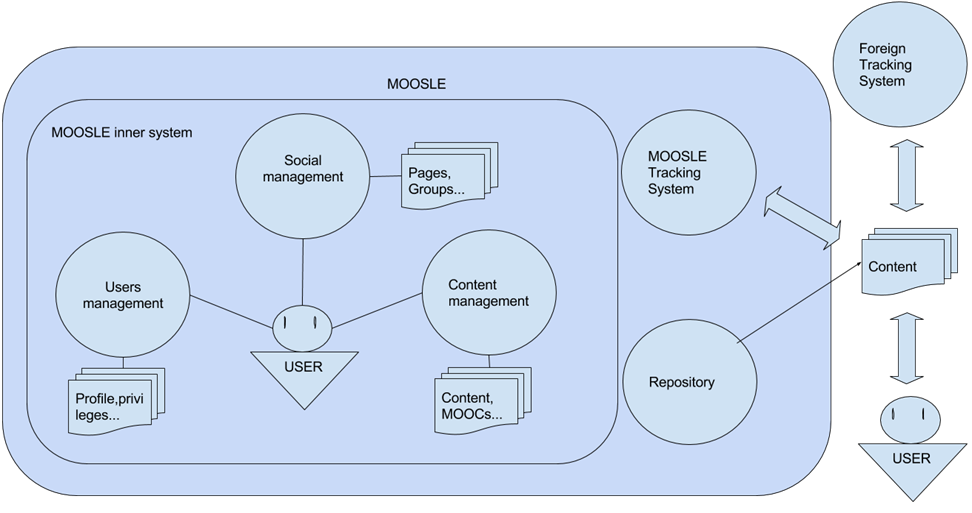 MOOSLE
MOOSLE inner system
Social
management
Pages,
Groups...
Users
management
Profile,privi
leges...
USER
Content
management
Content,
MOOCs...
MOOSLE
Tracking
System
Repository
Foreign
Tracking
System
Content
USER